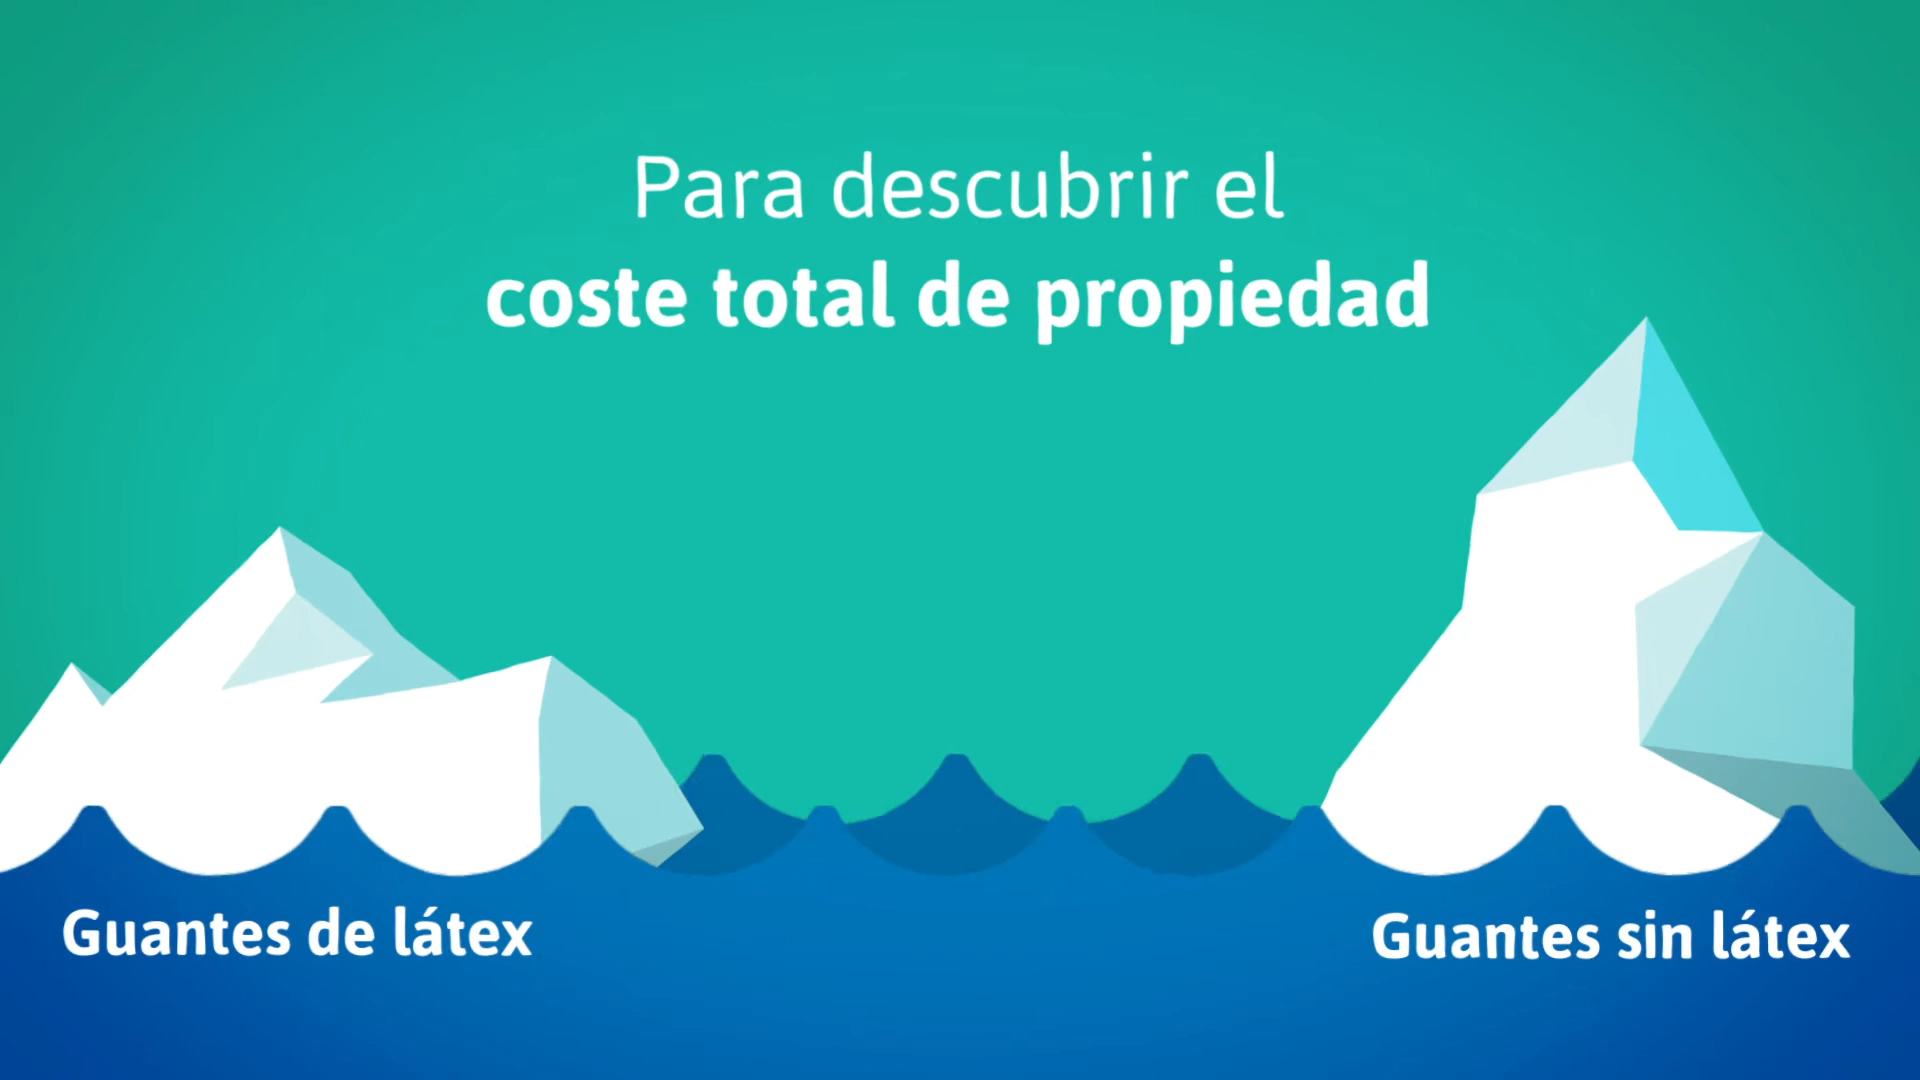 Para descubrir el
coste total de propiedad
Guantes de látex
Guantes sin látex